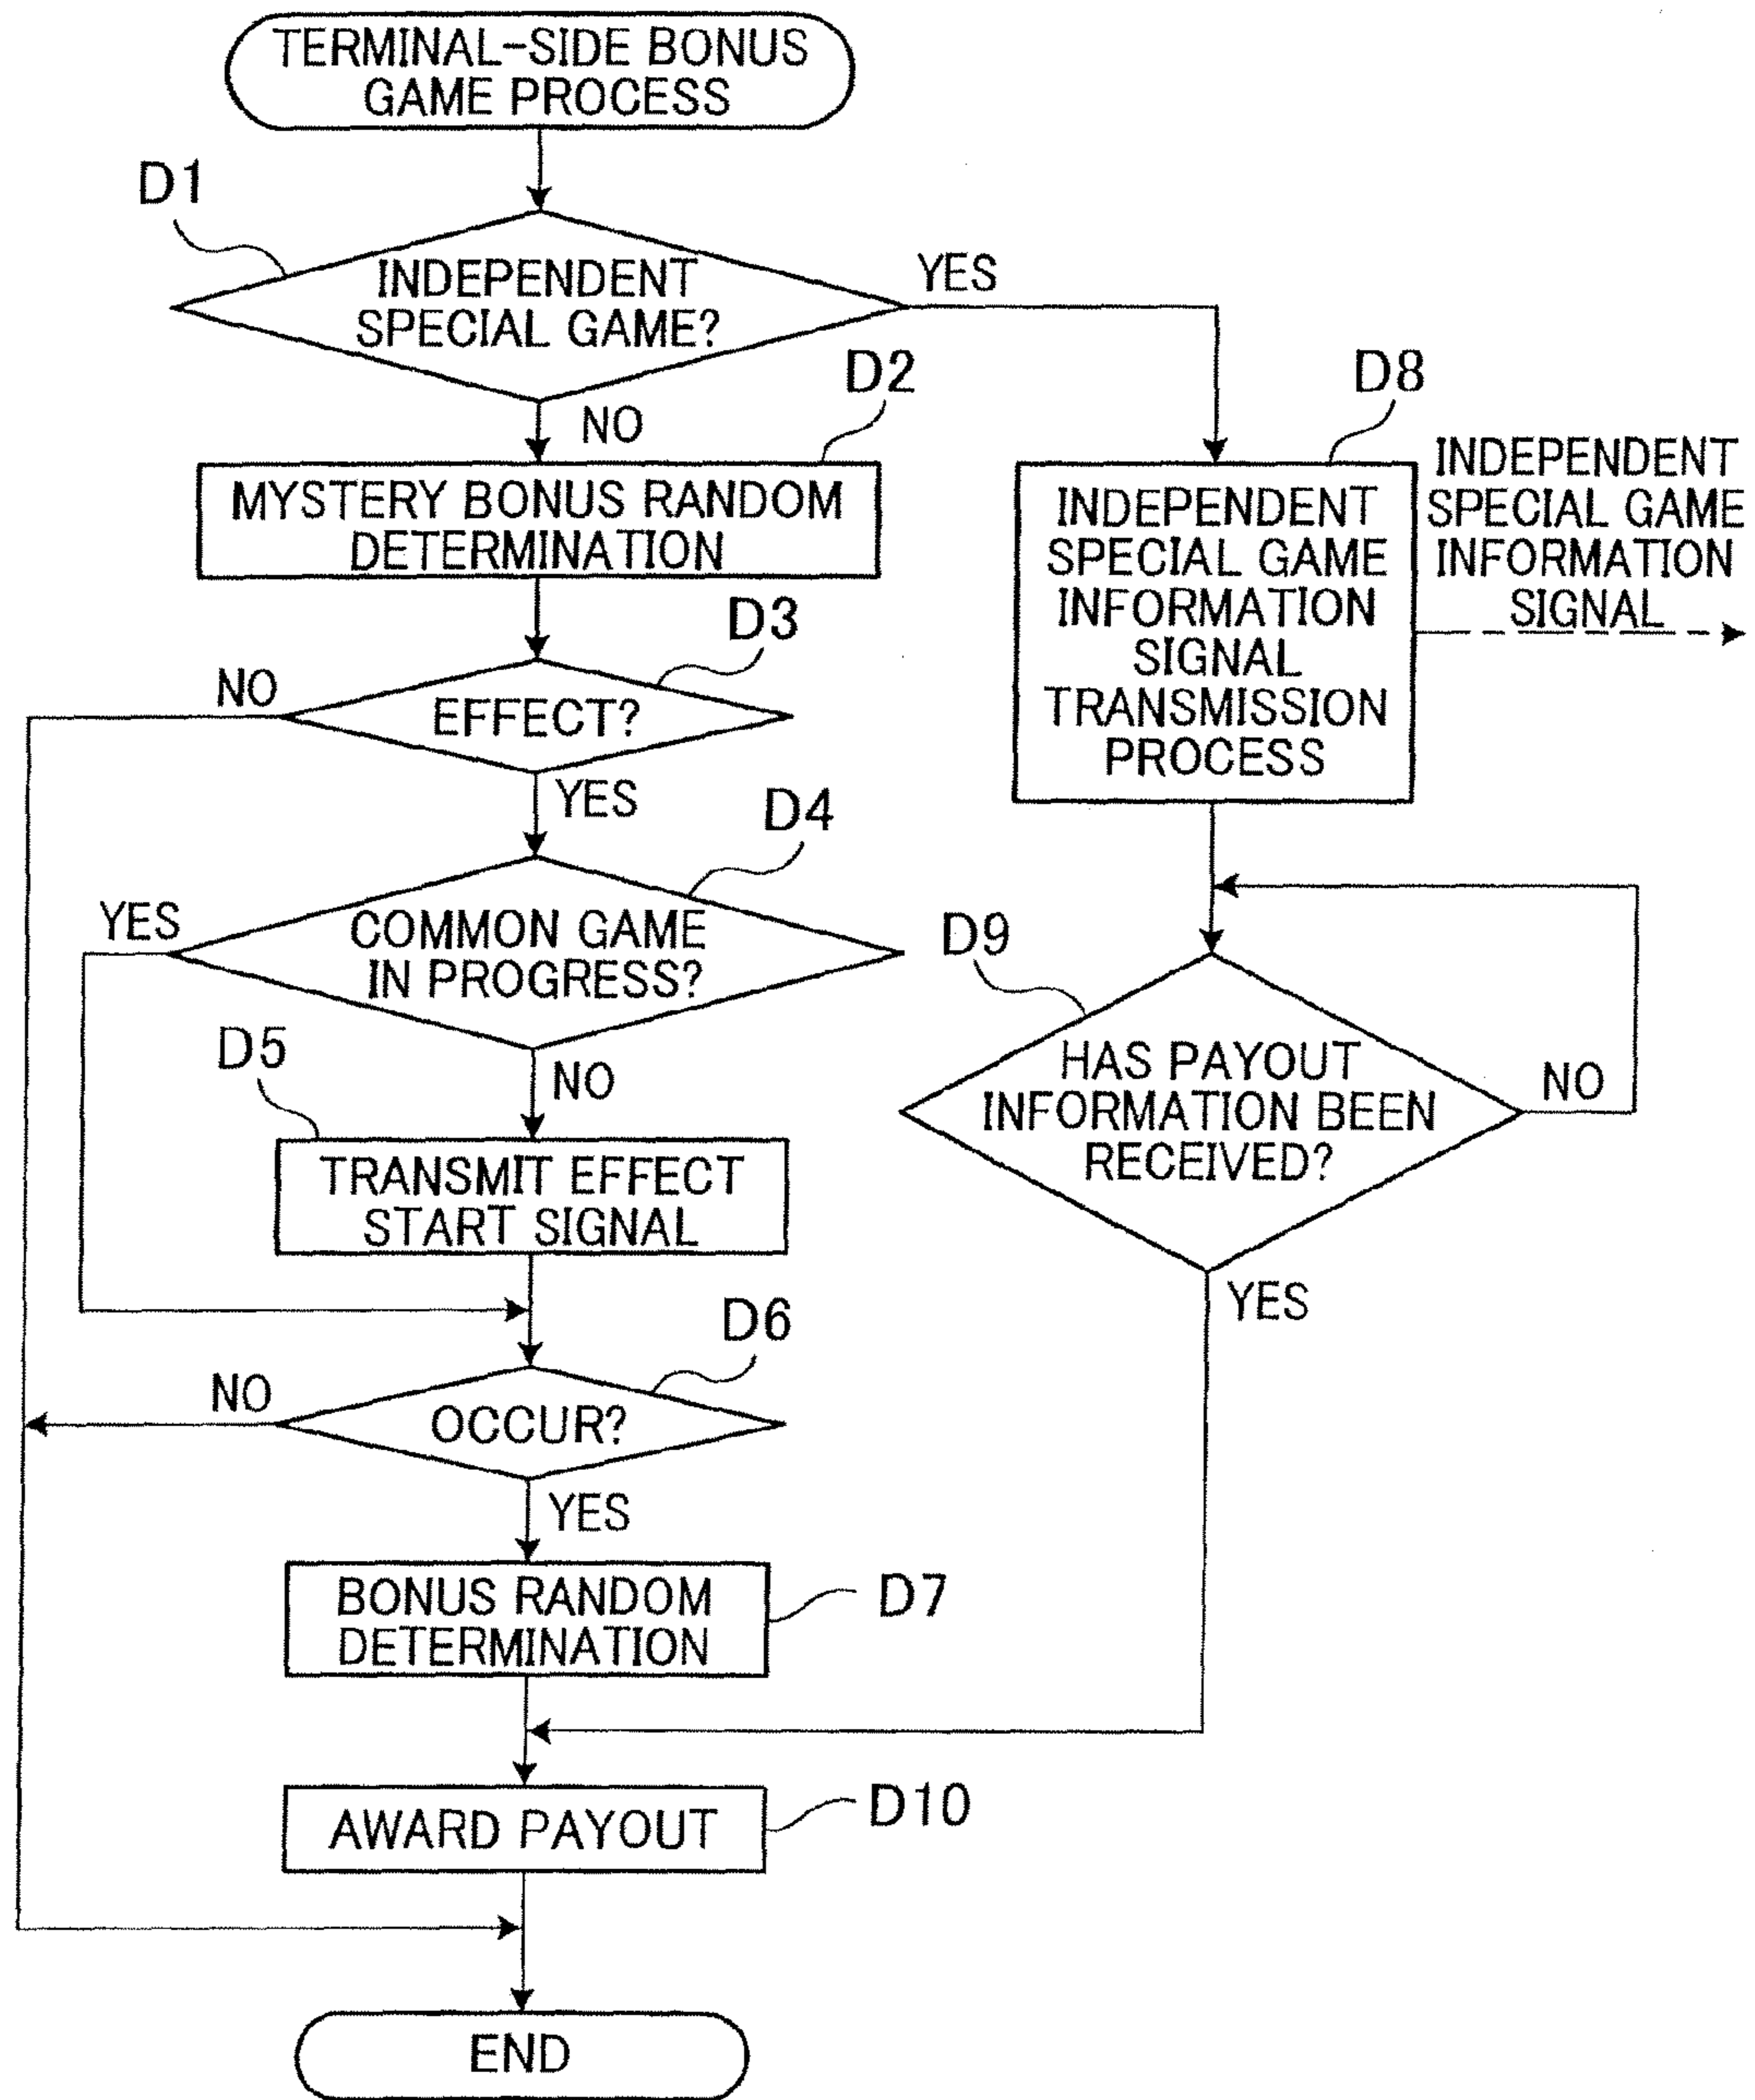 TERMINAL-SIDE BONUS
GAME PROCESS
D1
INDEPENDENT
SPECIAL GAME?
YES
NO
D2
MYSTERY BONUS RANDOM
DETERMINATION
D3
EFFECT?
NO
YES
D4
COMMON GAME
IN PROGRESS?
YES
NO
D5
TRANSMIT EFFECT
START SIGNAL
D6
OCCUR?
NO
YES
BONUS RANDOM
DETERMINATION
D7
D8
INDEPENDENT
SPECIAL GAME
INFORMATION
SIGNAL
TRANSMISSION
PROCESS
INDEPENDENT
SPECIAL GAME
INFORMATION
SIGNAL
D9
HAS PAYOUT
INFORMATION BEEN
RECEIVED?
NO
YES
AWARD PAYOUT
D10
END